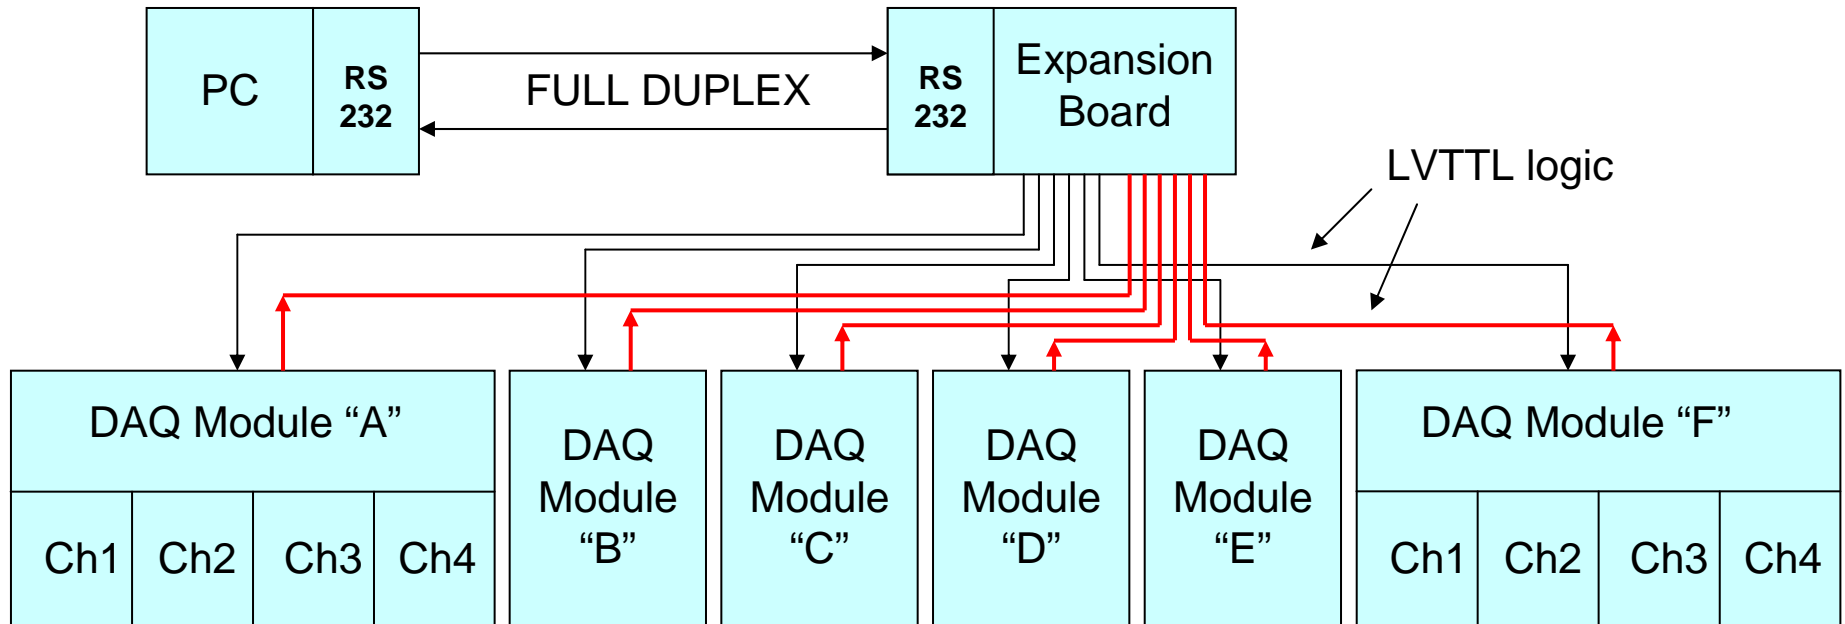 PC
RS
232
FULL DUPLEX
RS
232
Expansion
Board
LVTTL logic
DAQ Module “A”
Ch1
Ch2
Ch3
Ch4
DAQ
Module
“B”
DAQ
Module
“C”
DAQ
Module
“D”
DAQ
Module
“E”
DAQ Module “F”
Ch1
Ch2
Ch3
Ch4